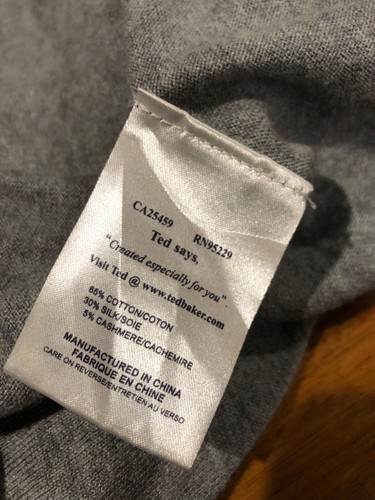 CA25459 RN95229
Ted says,
"Created especially for you".
Visit Ted @ www.tedbaker.com
65% COTTON/COTON
30% SILK/SOIE
5% CASHMERE/CACHEMIRE
MANUFACTURED IN CHINA
FABRIQUE EN CHINE
CARE ON REVERSE/ENTRETIEN AU VERSO